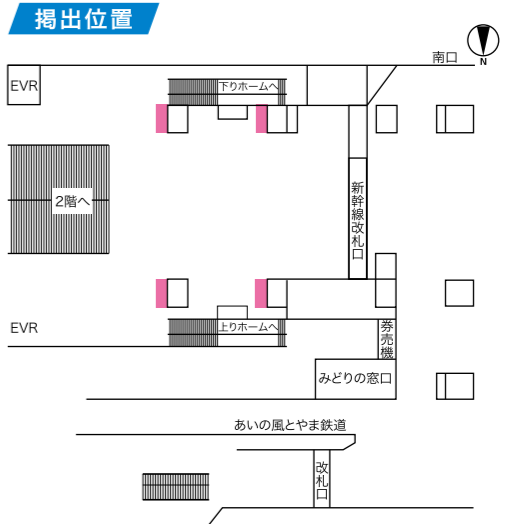 掲出位置
南口
N
EVR
下りホームへ
新幹線改札口
2階へ
EVR
上りホームへ
券売機
みどりの窓口
あいの風とやま鉄道
改札口